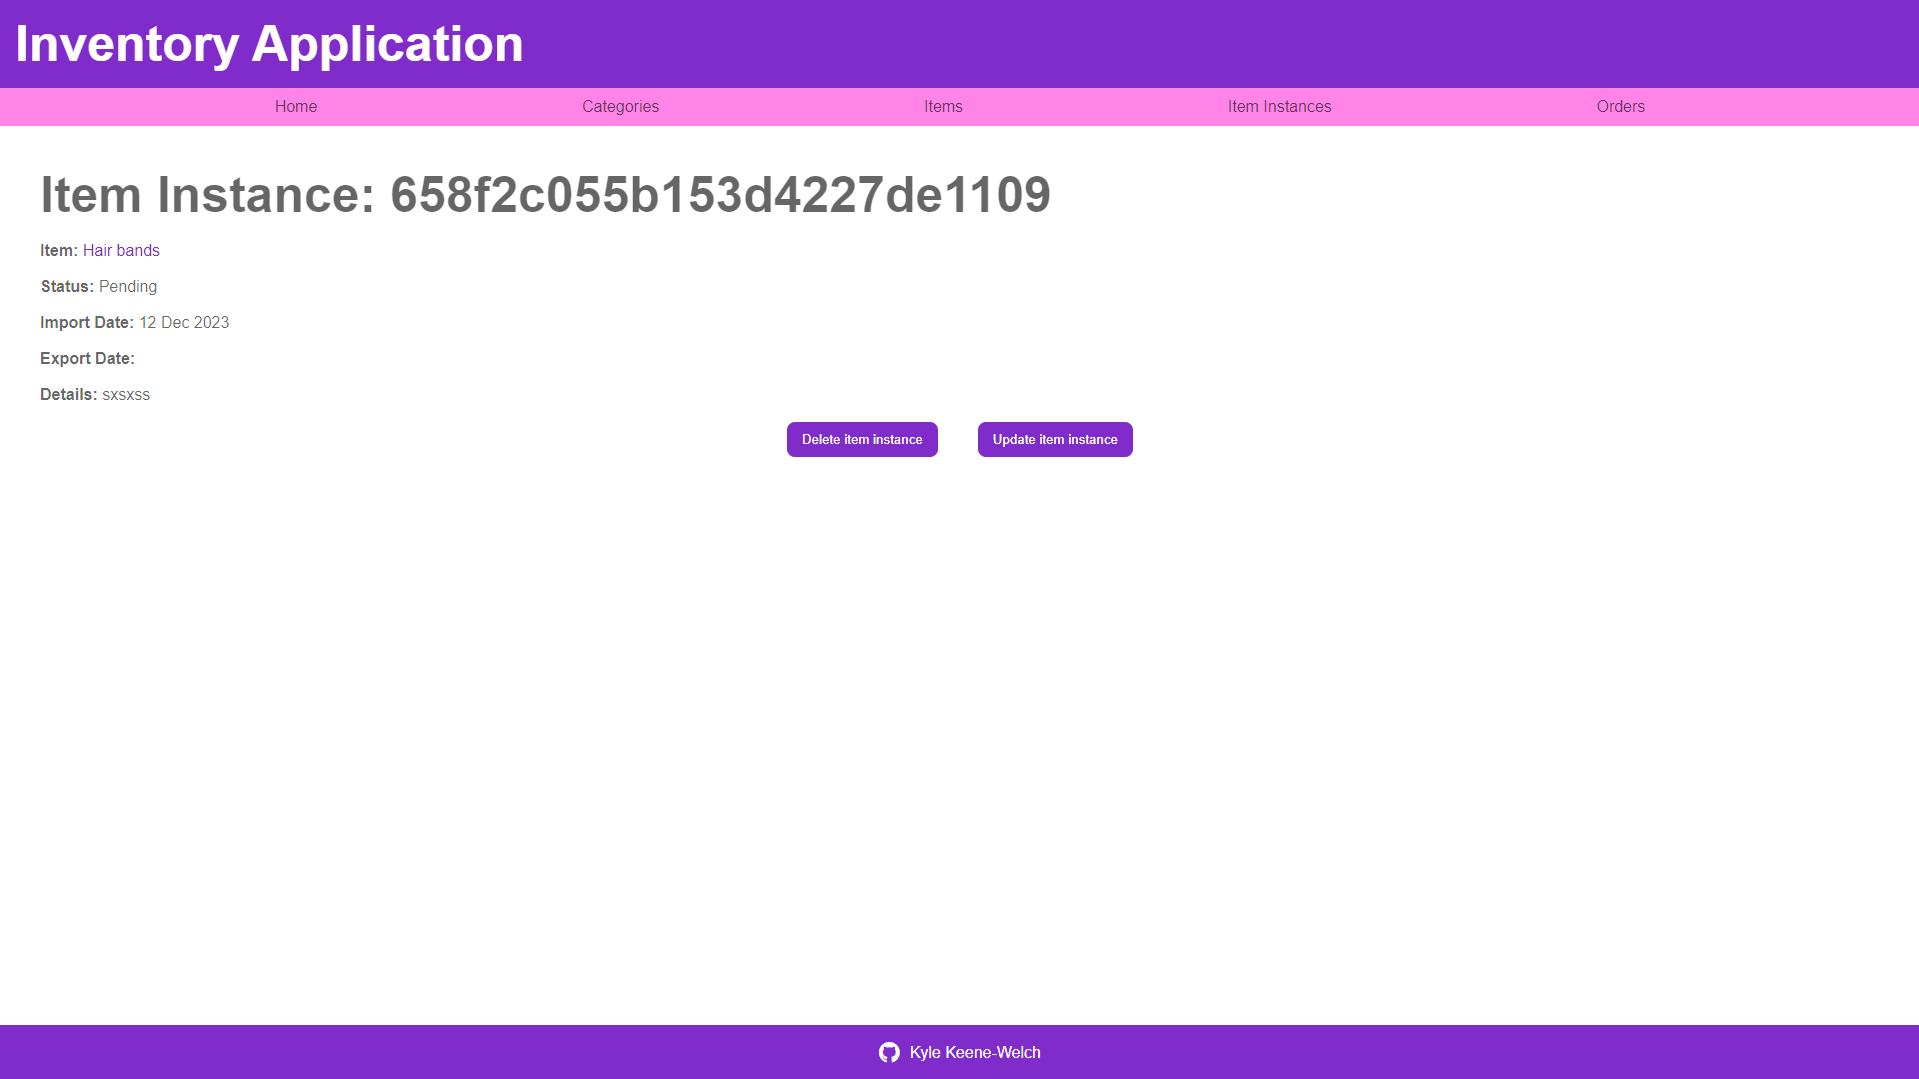 Inventory Application
Home Categories Items Item Instances Orders
Item Instance: 658f2c055b153d4227de1109
Item: Hair bands
Status: Pending
Import Date: 12 Dec 2023
Export Date:
Details: sxsxss
Delete item instance Update item instance
Kyle Keene-Welch